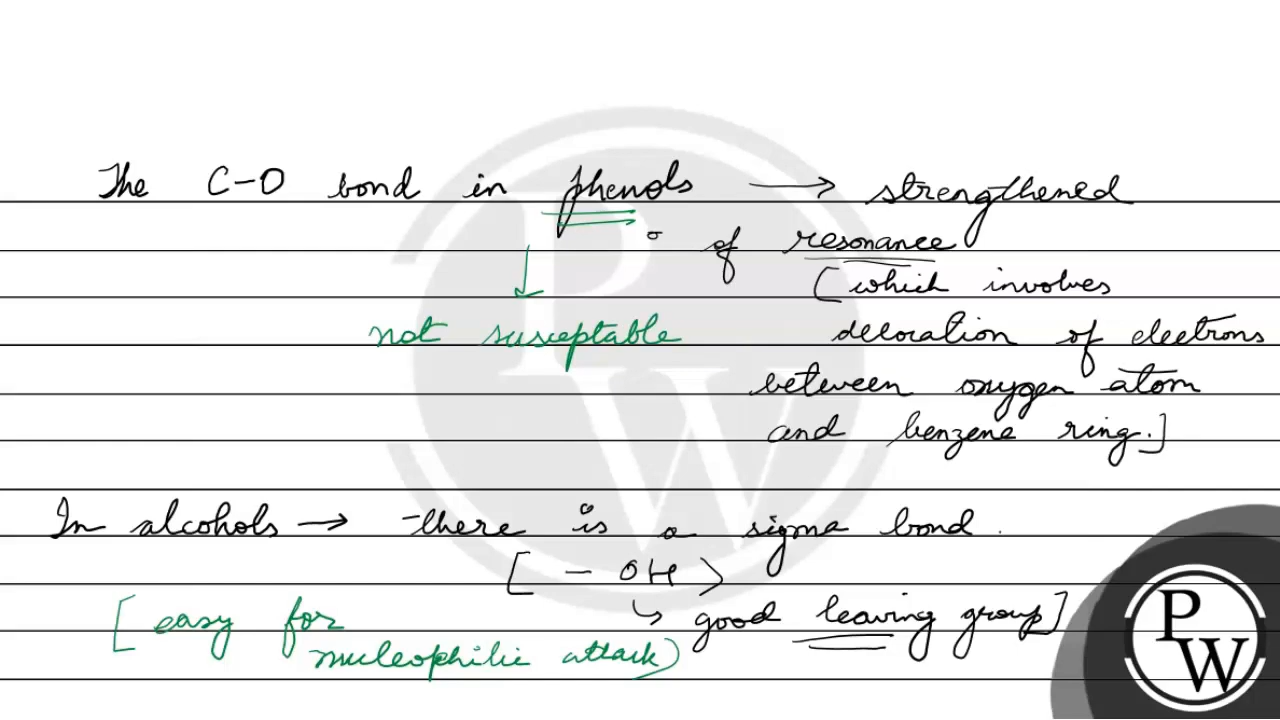 The C-O bond in phenols → strengthened
of resonance
(which involves
not susceptable
delloration of electrons
between oxygen atom
and benzene ring.]
In alcohols → there is a sigma bond.
[ - OH >
↳ good leaving group]
[ easy for
nucleophilic attack)
P
W
P
W